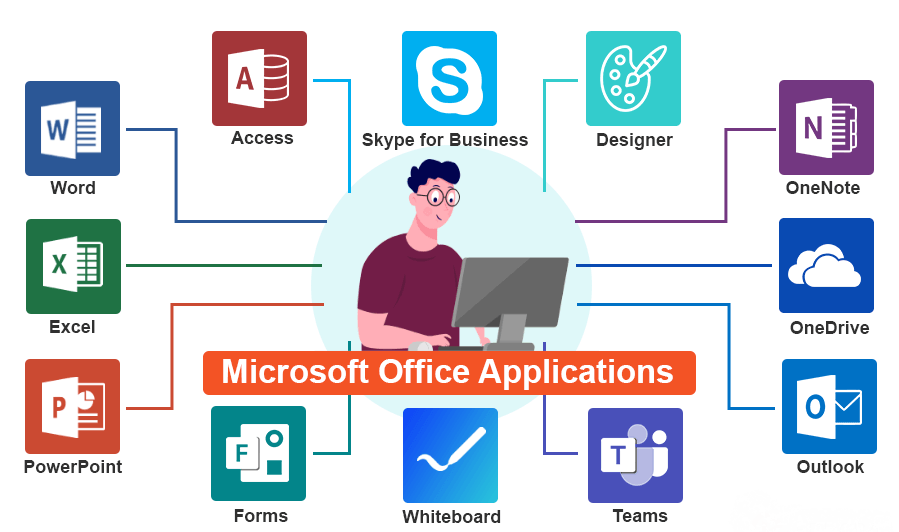 Access
Skype for Business
Designer
W
Word
A
S
N
OneNote
X
Excel
OneDrive
Microsoft Office Applications
P
PowerPoint
O
Outlook
F
Forms
Whiteboard
T
Teams